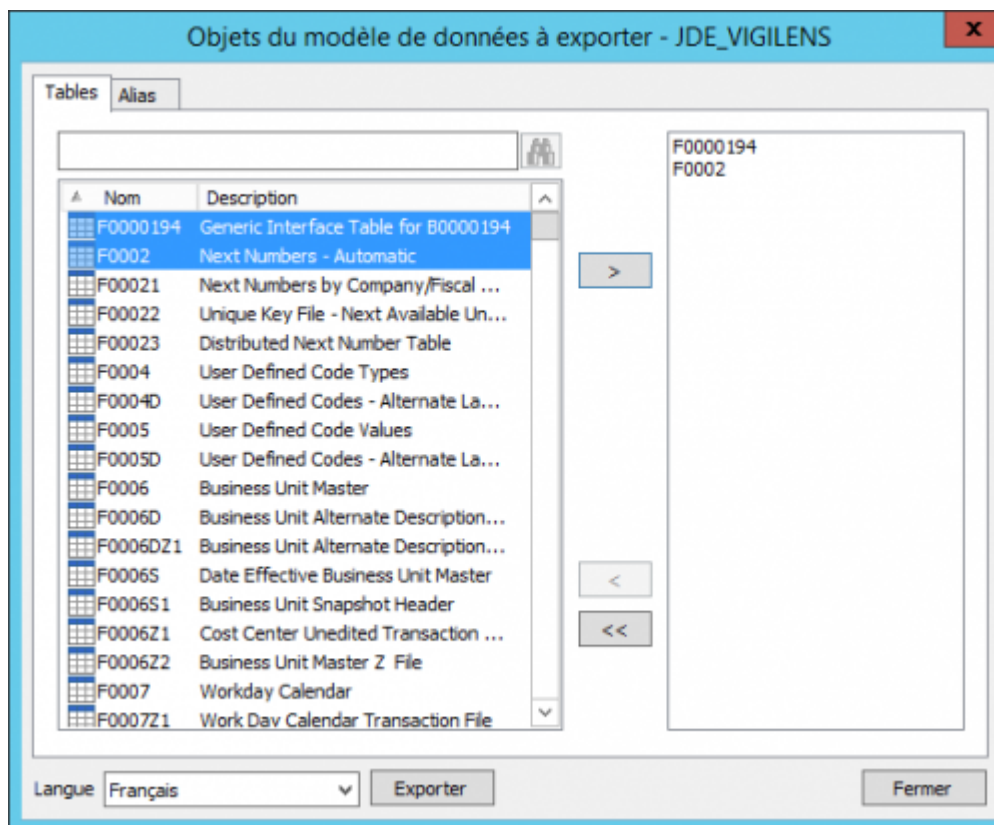 Objets du modèle de données à exporter - JDE_VIGILENS
x
Tables Alias
Nom Description
F0000194 Generic Interface Table for B0000194
F0002 Next Numbers - Automatic
F00021 Next Numbers by Company/Fiscal ...
F00022 Unique Key File - Next Available Un...
F00023 Distributed Next Number Table
F0004 User Defined Code Types
F0004D User Defined Codes - Alternate La...
F0005 User Defined Code Values
F0005D User Defined Codes - Alternate La...
F0006 Business Unit Master
F0006D Business Unit Alternate Description...
F0006DZ1 Business Unit Alternate Description...
F0006S Date Effective Business Unit Master
F0006S1 Business Unit Snapshot Header
F0006Z1 Cost Center Unedited Transaction ...
F0006Z2 Business Unit Master Z File
F0007 Workday Calendar
F0007Z1 Work Day Calendar Transaction File
>
<
<<
F0000194
F0002
Langue Français Exporter Fermer